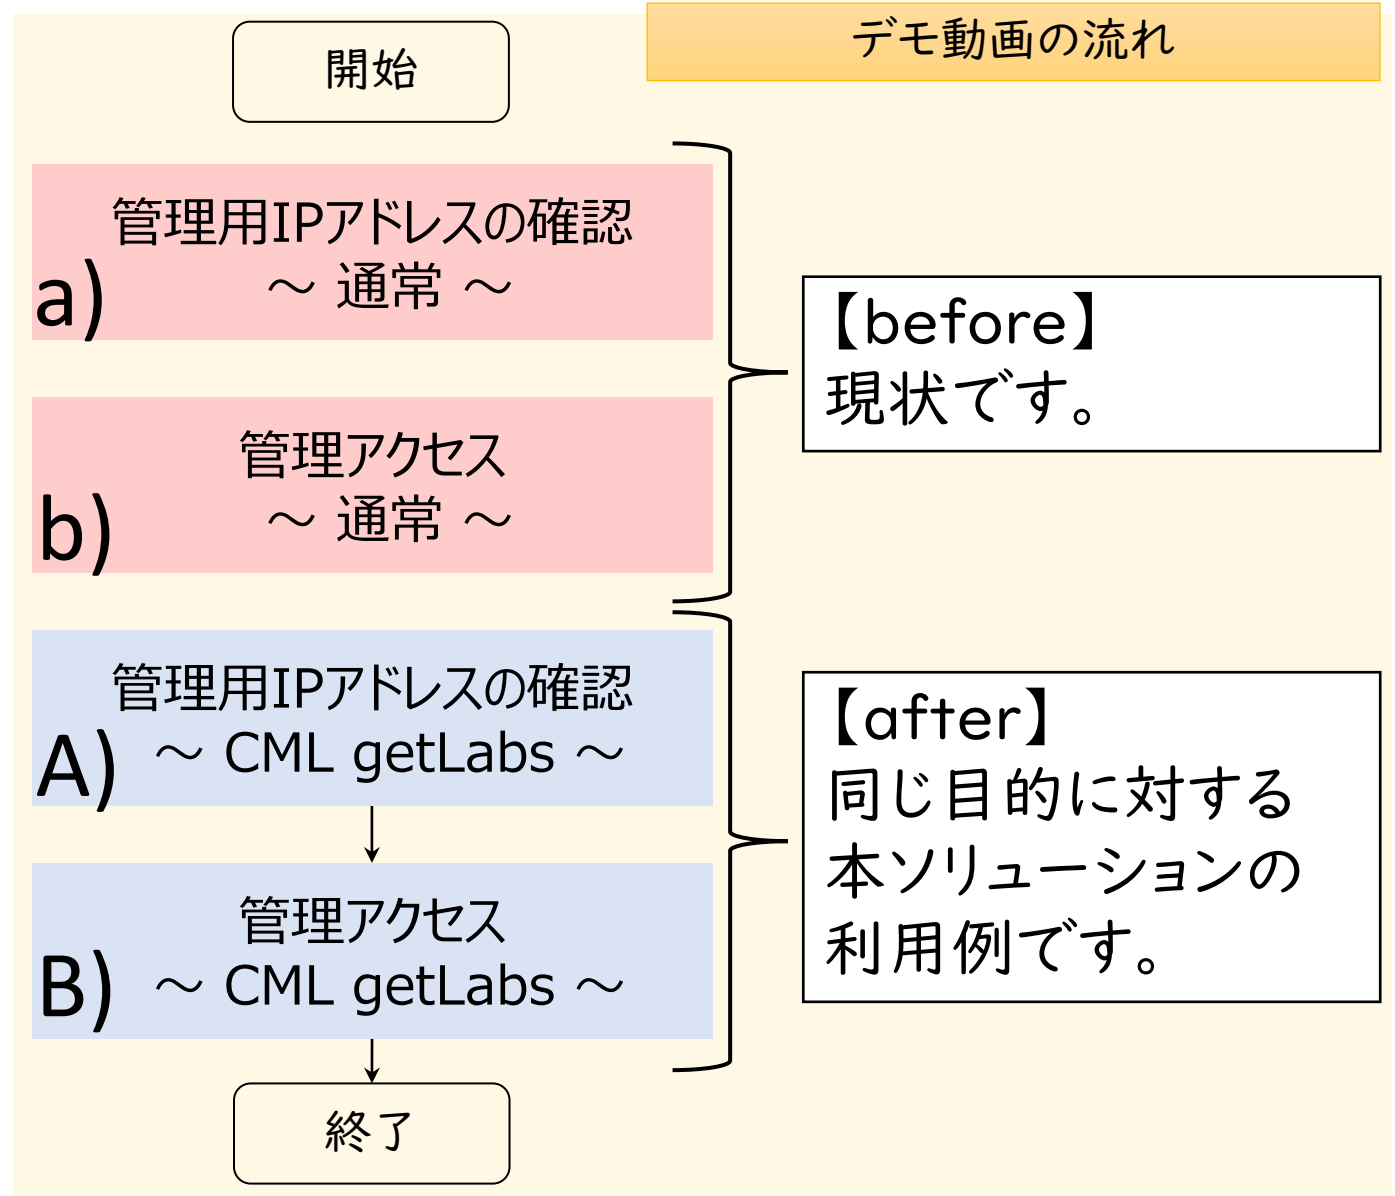 デモ動画の流れ
開始
管理用IPアドレスの確認
～ 通常 ～
a)
管理アクセス
～ 通常 ～
b)
【before】
現状です。
管理用IPアドレスの確認
～ CML getLabs ～
A)
管理アクセス
～ CML getLabs ～
B)
【after】
同じ目的に対する
本ソリューションの
利用例です。
終了